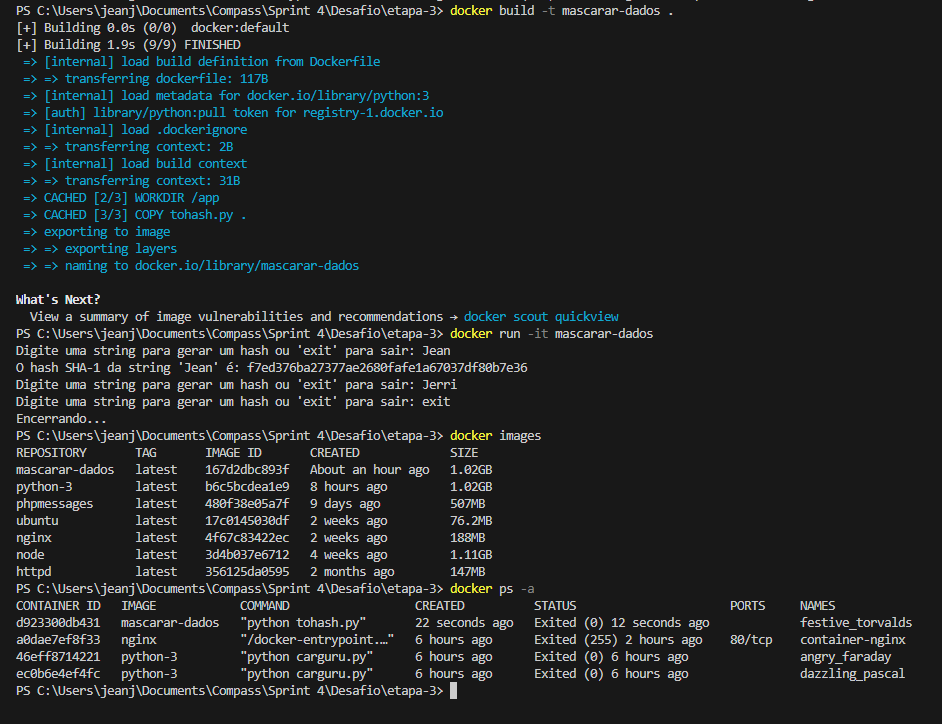 PS C:\Users\jeanj\Documents\Compass\Sprint 4\Desafio\etapa-3> docker build -t mascarar-dados .
[+] Building 0.0s (0/0)  docker:default
[+] Building 1.9s (9/9) FINISHED
=> [internal] load build definition from Dockerfile
=> => transferring dockerfile: 117B
=> [internal] load metadata for docker.io/library/python:3
=> [auth] library/python:pull token for registry-1.docker.io
=> [internal] load .dockerignore
=> => transferring context: 2B
=> [internal] load build context
=> => transferring context: 31B
=> CACHED [2/3] WORKDIR /app
=> CACHED [3/3] COPY tohash.py .
=> exporting to image
=> => exporting layers
=> => naming to docker.io/library/mascarar-dados
What's Next?
View a summary of image vulnerabilities and recommendations → docker scout quickview
PS C:\Users\jeanj\Documents\Compass\Sprint 4\Desafio\etapa-3> docker run -it mascarar-dados
Digite uma string para gerar um hash ou 'exit' para sair: Jean
O hash SHA-1 da string 'Jean' é: f7ed376ba27377ae2680fafe1a67037df80b7e36
Digite uma string para gerar um hash ou 'exit' para sair: Jerri
Digite uma string para gerar um hash ou 'exit' para sair: exit
Encerrando...
PS C:\Users\jeanj\Documents\Compass\Sprint 4\Desafio\etapa-3> docker images
REPOSITORY TAG IMAGE ID CREATED SIZE
mascarar-dados latest 167d2dbc893f About an hour ago 1.02GB
python-3 latest b6c5bcdea1e9 8 hours ago 1.02GB
phpmessages latest 480f38e05a7f 9 days ago 507MB
ubuntu latest 17c0145030df 2 weeks ago 76.2MB
nginx latest 4f67c83422ec 2 weeks ago 188MB
node latest 3d4b037e6712 4 weeks ago 1.11GB
httpd latest 356125da0595 2 months ago 147MB
PS C:\Users\jeanj\Documents\Compass\Sprint 4\Desafio\etapa-3> docker ps -a
CONTAINER ID IMAGE COMMAND CREATED STATUS PORTS NAMES
d923300db431 mascarar-dados "python tohash.py" 22 seconds ago Exited (0) 12 seconds ago festive_torvalds
a0dae7ef8f33 nginx "/docker-entrypoint.…" 6 hours ago Exited (255) 2 hours ago 80/tcp container-nginx
46eff8714221 python-3 "python carguru.py" 6 hours ago Exited (0) 6 hours ago angry_faraday
ec0b6e4ef4fc python-3 "python carguru.py" 6 hours ago Exited (0) 6 hours ago dazzling_pascal
PS C:\Users\jeanj\Documents\Compass\Sprint 4\Desafio\etapa-3>